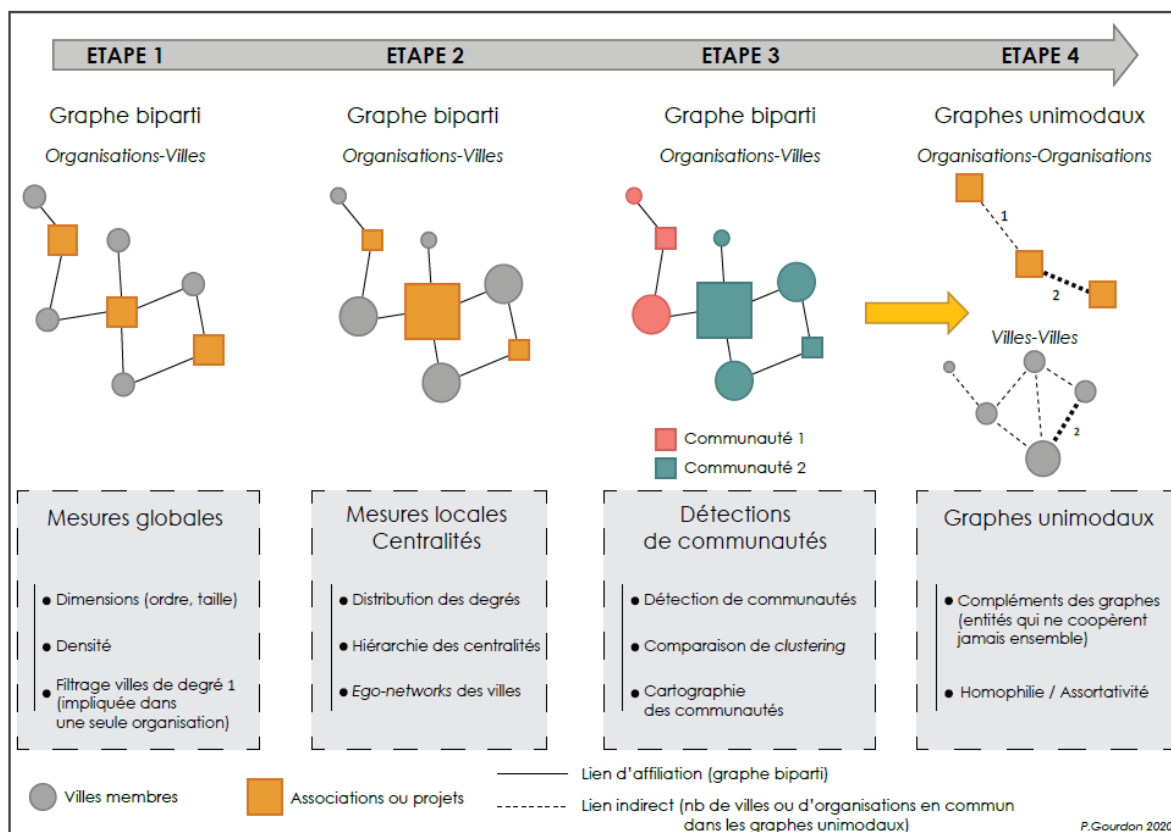 ETAPE 1
ETAPE 2
ETAPE 3
ETAPE 4
Graphe biparti
Organisations-Villes
Graphe biparti
Organisations-Villes
Graphe biparti
Organisations-Villes
Graphes unimodaux
Organisations-Organisations
1
2
Villes-Villes
2
Communauté 1
Communauté 2
Mesures globales
• Dimensions (ordre, taille)
• Densité
• Filtrage villes de degré 1
(impliquée dans
une seule organisation)
Mesures locales
Centralités
• Distribution des degrés
• Hiérarchie des centralités
• Ego-networks des villes
Détections
de communautés
• Détection de communautés
• Comparaison de clustering
• Cartographie
des communautés
Graphes unimodaux
• Compléments des graphes
(entités qui ne coopèrent
jamais ensemble)
• Homophilie / Assortativité
Villes membres
Associations ou projets
Lien d'affiliation (graphe biparti)
Lien indirect (nb de villes ou d'organisations en commun
dans les graphes unimodaux)
P.Gourdon 2020